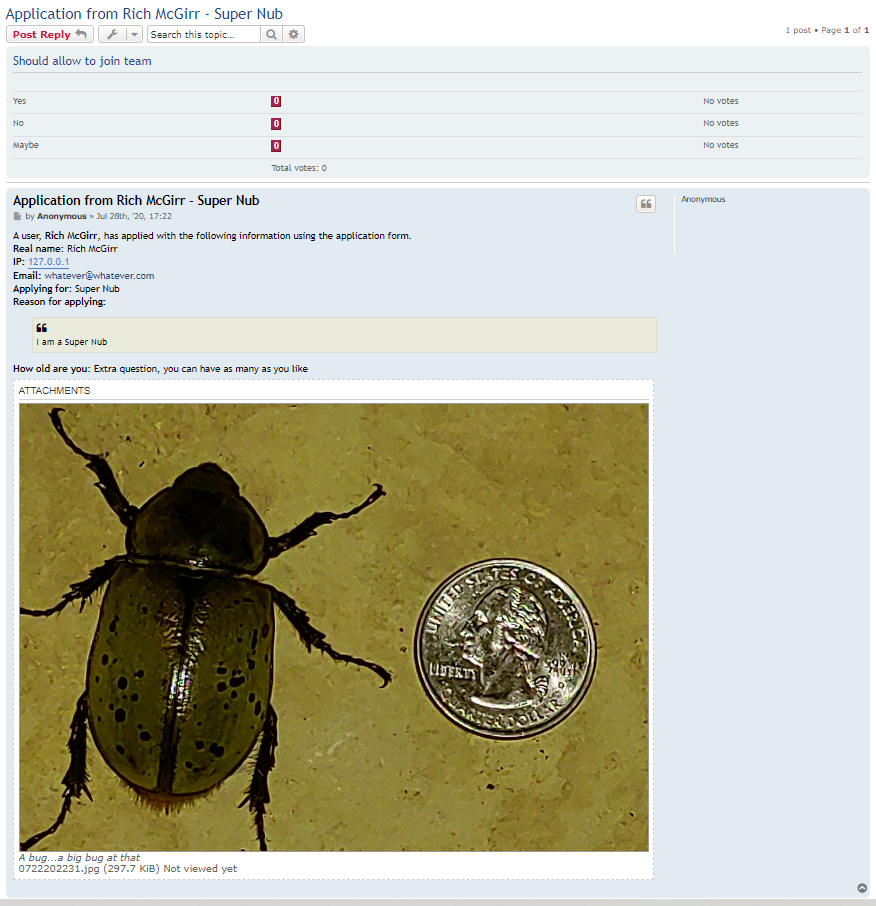 Application from Rich McGirr - Super Nub
Post Reply
Search this topic...
1 post • Page 1 of 1
Should allow to join team
Yes 0 No votes
No 0 No votes
Maybe 0 No votes
Total votes: 0
Application from Rich McGirr - Super Nub
by Anonymous » Jul 28th, '20, 17:22
Anonymous
A user, Rich McGirr, has applied with the following information using the application form.
Real name: Rich McGirr
IP: 127.0.0.1
Email: whatever@whatever.com
Applying for: Super Nub
Reason for applying:
I am a Super Nub
How old are you: Extra question, you can have as many as you like
ATTACHMENTS
UNITED STATES OF AMERICA
LIBERTY
QUARTER DOLLAR
A bug...a big bug at that
0722202231.jpg (297.7 KiB) Not viewed yet